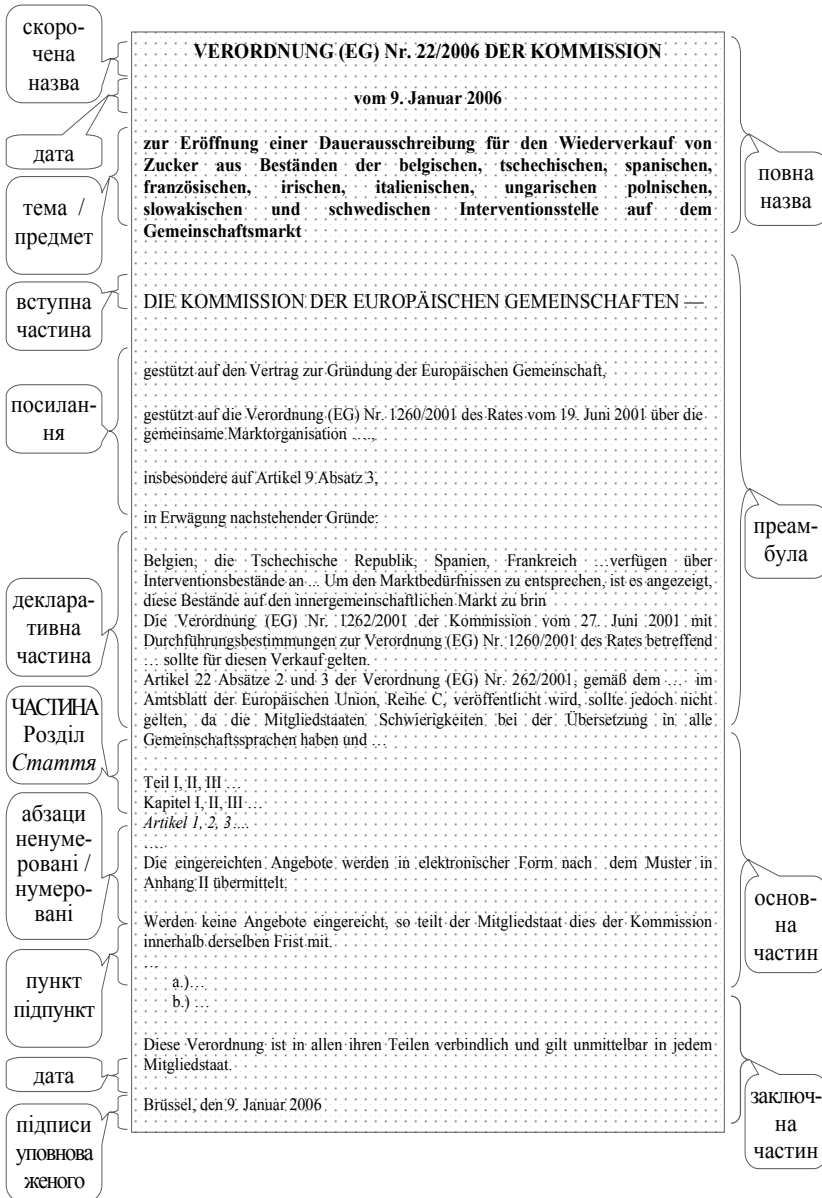 скоро-
чена
назва
дата
тема /
предмет
вступна
частина
посилан-
ня
деклара-
тивна
частина
ЧАСТИНА
Розділ
Стаття
абзаци
ненуме-
ровані /
нумеро-
вані
пункт
підпункт
дата
підписи
уповнова
женого
VERORDNUNG (EG) Nr. 22/2006 DER KOMMISSION
vom 9. Januar 2006
zur Eröffnung einer Dauerausschreibung für den Wiederverkauf von
Zucker aus Beständen der belgischen, tschechischen, spanischen,
französischen, irischen, italienischen, ungarischen polnischen,
slowakischen und schwedischen Interventionsstelle auf dem
Gemeinschaftsmarkt
DIE KOMMISSION DER EUROPÄISCHEN GEMEINSCHAFTEN —
gestützt auf den Vertrag zur Gründung der Europäischen Gemeinschaft,
gestützt auf die Verordnung (EG) Nr. 1260/2001 des Rates vom 19. Juni 2001 über die
gemeinsame Marktorganisation ….,
insbesondere auf Artikel 9 Absatz 3,
in Erwägung nachstehender Gründe:
Belgien, die Tschechische Republik, Spanien, Frankreich …verfügen über
Interventionsbestände an ... Um den Marktbedürfnissen zu entsprechen, ist es angezeigt,
diese Bestände auf den innergemeinschaftlichen Markt zu brin
Die Verordnung (EG) Nr. 1262/2001 der Kommission vom 27. Juni 2001 mit
Durchführungsbestimmungen zur Verordnung (EG) Nr. 1260/2001 des Rates betreffend
… sollte für diesen Verkauf gelten.
Artikel 22 Absätze 2 und 3 der Verordnung (EG) Nr. 262/2001, gemäß dem … im
Amtsblatt der Europäischen Union, Reihe C, veröffentlicht wird, sollte jedoch nicht
gelten, da die Mitgliedstaaten Schwierigkeiten bei der Übersetzung in alle
Gemeinschaftssprachen haben und …
Teil I, II, III …
Kapitel I, II, III …
Artikel 1, 2, 3….
….
Die eingereichten Angebote werden in elektronischer Form nach dem Muster in
Anhang II übermittelt.
Werden keine Angebote eingereicht, so teilt der Mitgliedstaat dies der Kommission
innerhalb derselben Frist mit.
…
a.)…
b.) …
Diese Verordnung ist in allen ihren Teilen verbindlich und gilt unmittelbar in jedem
Mitgliedstaat.
Brüssel, den 9. Januar 2006
повна
назва
преам-
була
основ-
на
частин
заключ-
на
частин